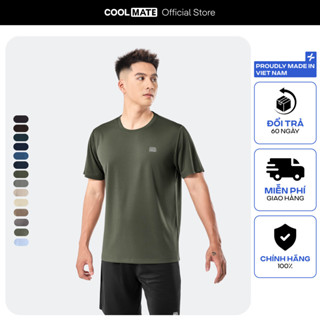 COOLMATE Official Store
PROUDLY MADE IN
VIET NAM
ĐỔI TRẢ
60 NGÀY
MIỄN PHÍ
GIAO HÀNG
CHÍNH HÃNG
100%